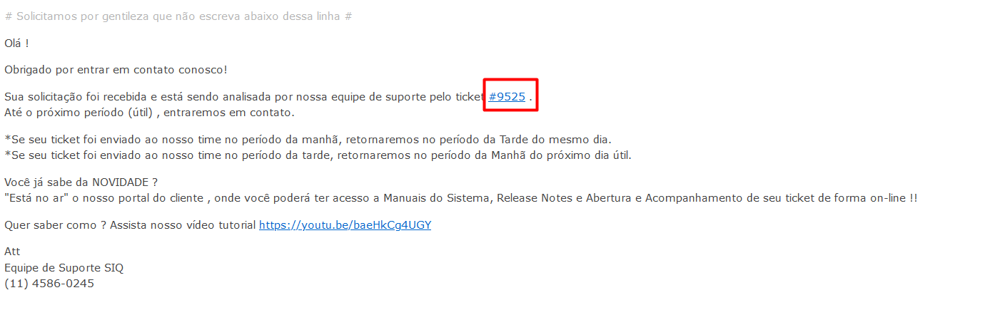 # Solicitamos por gentileza que não escreva abaixo dessa linha #
Olá !
Obrigado por entrar em contato conosco!
Sua solicitação foi recebida e está sendo analisada por nossa equipe de suporte pelo ticket #9525 .
Até o próximo período (útil) , entraremos em contato.
*Se seu ticket foi enviado ao nosso time no período da manhã, retornaremos no período da Tarde do mesmo dia.
*Se seu ticket foi enviado ao nosso time no período da tarde, retornaremos no período da Manhã do próximo dia útil.
Você já sabe da NOVIDADE ?
"Está no ar" o nosso portal do cliente , onde você poderá ter acesso a Manuais do Sistema, Release Notes e Abertura e Acompanhamento de seu ticket de forma on-line !!
Quer saber como ? Assista nosso vídeo tutorial https://youtu.be/baeHkCg4UGY
Att
Equipe de Suporte SIQ
(11) 4586-0245